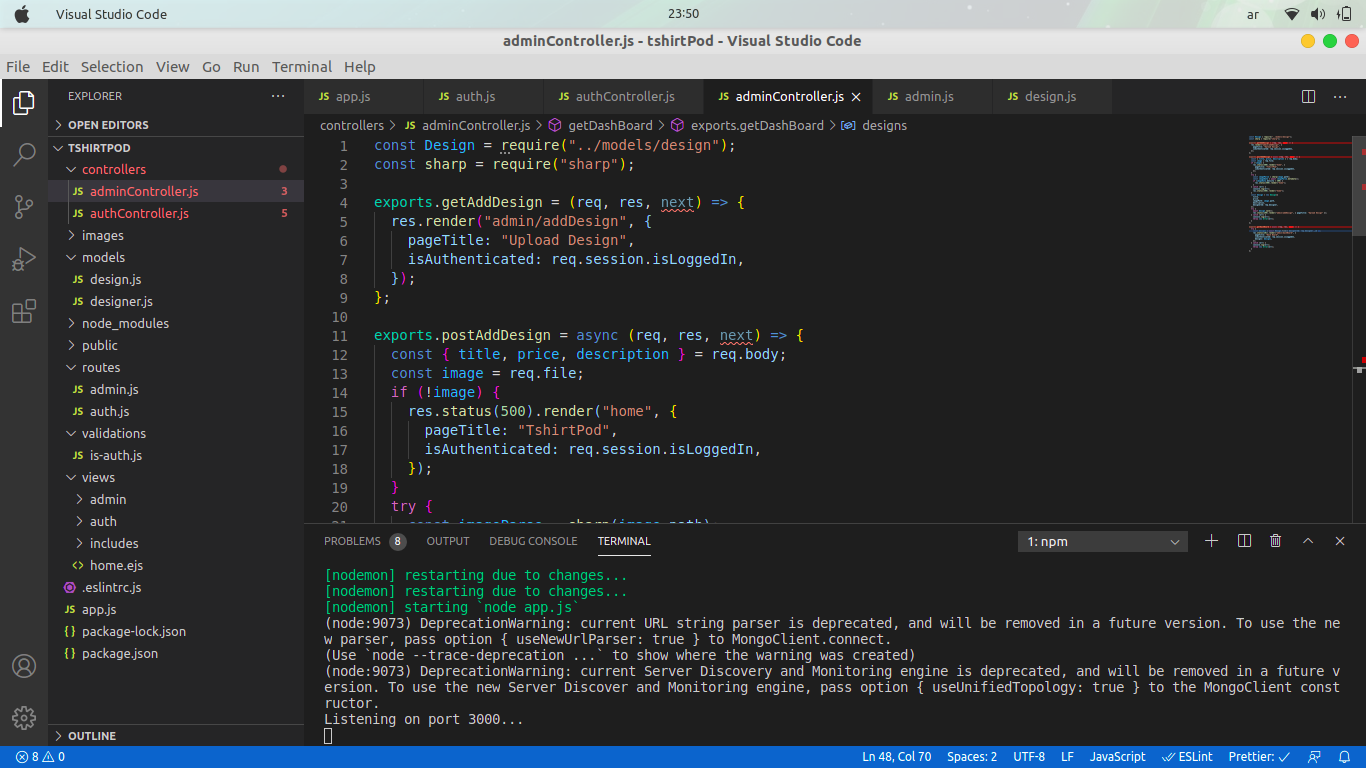 Visual Studio Code
23:50
ar
adminController.js - tshirtPod - Visual Studio Code
File Edit Selection View Go Run Terminal Help
EXPLORER
OPEN EDITORS
TSHIRTPOD
controllers
JS adminController.js 3
JS authController.js 5
images
models
JS design.js
JS designer.js
node_modules
public
routes
JS admin.js
JS auth.js
validations
JS is-auth.js
views
admin
auth
includes
<> home.ejs
.eslintrc.js
JS app.js
{} package-lock.json
{} package.json
OUTLINE
JS app.js
JS auth.js
JS authController.js
JS adminController.js
JS admin.js
JS design.js
controllers > JS adminController.js > getDashBoard > exports.getDashBoard > designs
1 const Design = require("../models/design");
2 const sharp = require("sharp");
3
4 exports.getAddDesign = (req, res, next) => {
5 res.render("admin/addDesign", {
6 pageTitle: "Upload Design",
7 isAuthenticated: req.session.isLoggedIn,
8 });
9 };
10
11 exports.postAddDesign = async (req, res, next) => {
12 const { title, price, description } = req.body;
13 const image = req.file;
14 if (!image) {
15 res.status(500).render("home", {
16 pageTitle: "TshirtPod",
17 isAuthenticated: req.session.isLoggedIn,
18 });
19 }
20 try {
PROBLEMS 8 OUTPUT DEBUG CONSOLE TERMINAL
1: npm
[nodemon] restarting due to changes...
[nodemon] restarting due to changes...
[nodemon] starting `node app.js`
(node:9073) DeprecationWarning: current URL string parser is deprecated, and will be removed in a future version. To use the ne
w parser, pass option { useNewUrlParser: true } to MongoClient.connect.
(Use `node --trace-deprecation ...` to show where the warning was created)
(node:9073) DeprecationWarning: current Server Discovery and Monitoring engine is deprecated, and will be removed in a future v
ersion. To use the new Server Discover and Monitoring engine, pass option { useUnifiedTopology: true } to the MongoClient const
ructor.
Listening on port 3000...
8 0
Ln 48, Col 70 Spaces: 2 UTF-8 LF JavaScript ESLint Prettier: